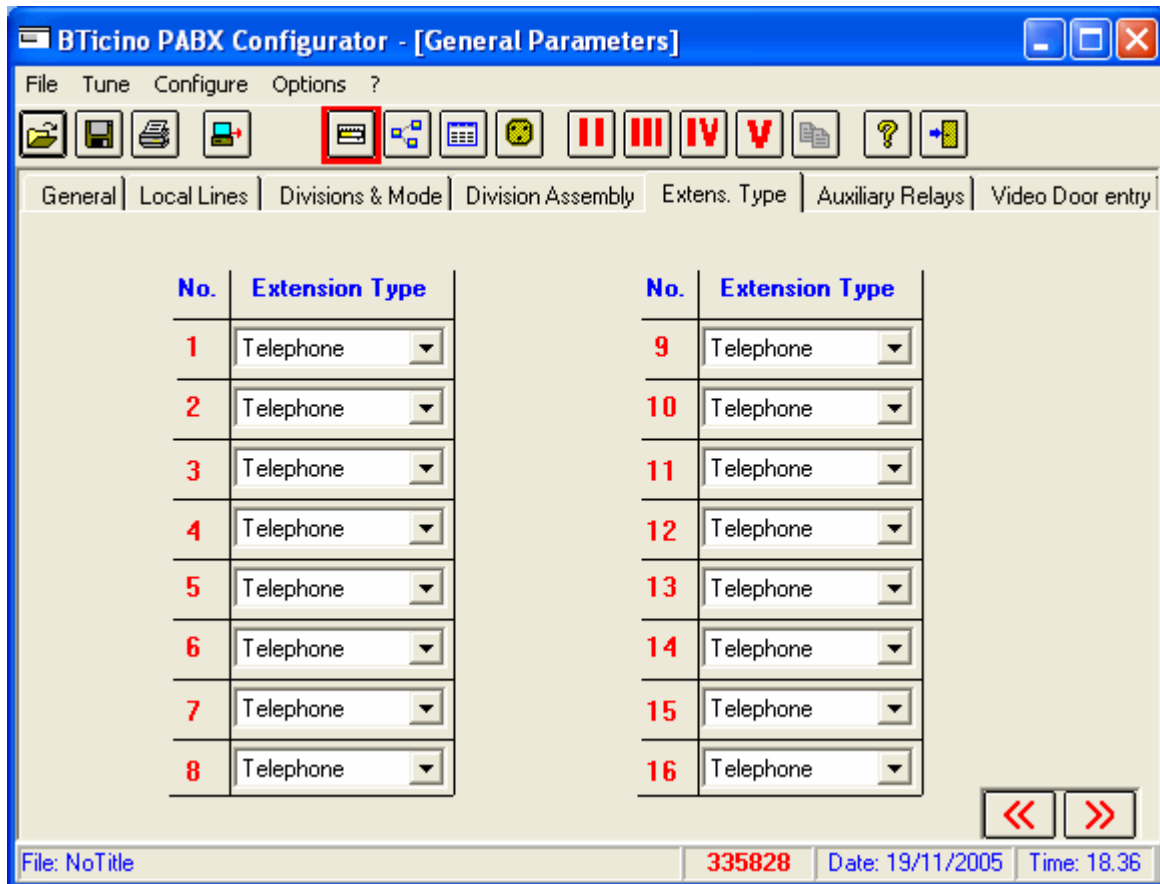 BTicino PABX Configurator - [General Parameters]
File Tune Configure Options ?
II III IV V ?
General Local Lines Divisions & Mode Division Assembly Extens. Type Auxiliary Relays Video Door entry
No. Extension Type No. Extension Type
1 Telephone 9 Telephone
2 Telephone 10 Telephone
3 Telephone 11 Telephone
4 Telephone 12 Telephone
5 Telephone 13 Telephone
6 Telephone 14 Telephone
7 Telephone 15 Telephone
8 Telephone 16 Telephone
File: NoTitle 335828 Date: 19/11/2005 Time: 18.36